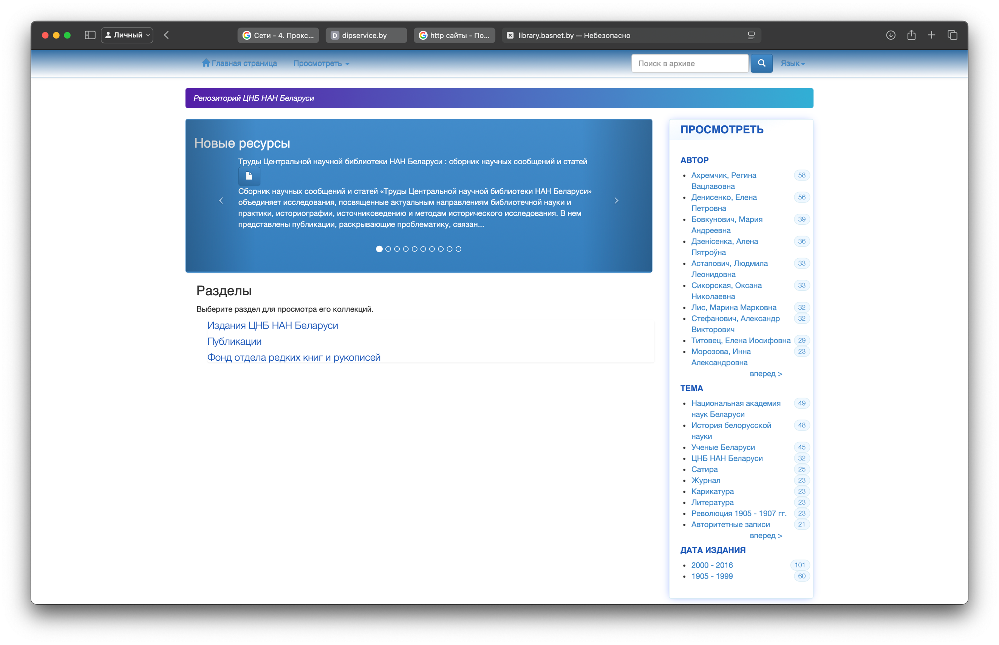 Личный
Сети - 4. Прокс...
D dipservice.by
http сайты - По...
library.basnet.by — Небезопасно
Главная страница
Просмотреть
Поиск в архиве
Язык
Репозиторий ЦНБ НАН Беларуси
Новые ресурсы
Труды Центральной научной библиотеки НАН Беларуси : сборник научных сообщений и статей
Сборник научных сообщений и статей «Труды Центральной научной библиотеки НАН Беларуси»
объединяет исследования, посвященные актуальным направлениям библиотечной науки и
практики, историографии, источниковедению и методам исторического исследования. В нем
представлены публикации, раскрывающие проблематику, связан...
Разделы
Выберите раздел для просмотра его коллекций.
Издания ЦНБ НАН Беларуси
Публикации
Фонд отдела редких книг и рукописей
ПРОСМОТРЕТЬ
АВТОР
Ахремчик, Регина 58
Вацлавовна
Денисенко, Елена 56
Петровна
Бовкунович, Мария 39
Андреевна
Дзенісенка, Алена 36
Пятроўна
Астапович, Людмила 33
Леонидовна
Сикорская, Оксана 33
Николаевна
Лис, Марина Марковна 32
Стефанович, Александр 32
Викторович
Титовец, Елена Иосифовна 29
Морозова, Инна 23
Александровна
вперед >
ТЕМА
Национальная академия 49
наук Беларуси
История белорусской 48
науки
Ученые Беларуси 45
ЦНБ НАН Беларуси 32
Сатира 25
Журнал 23
Карикатура 23
Литература 23
Революция 1905 - 1907 гг. 23
Авторитетные записи 21
вперед >
ДАТА ИЗДАНИЯ
2000 - 2016 101
1905 - 1999 60